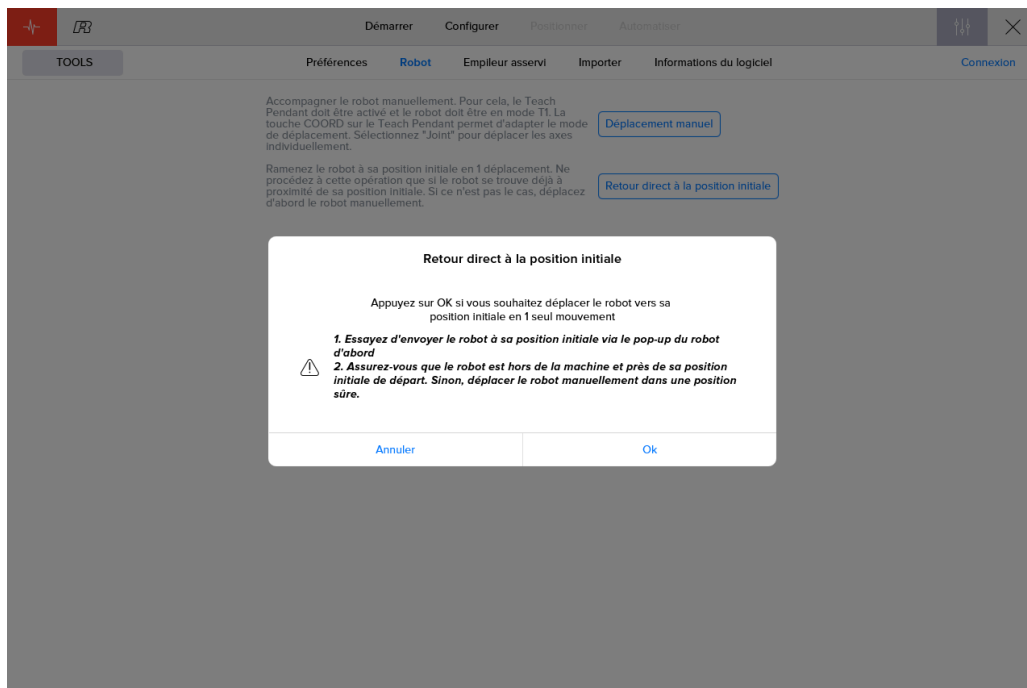 Démarrer Configurer Positionner Automatiser
TOOLS Préférences Robot Empileur asservi Importer Informations du logiciel Connexion
Accompagner le robot manuellement. Pour cela, le Teach
Pendant doit être activé et le robot doit être en mode T1. La
touche COORD sur le Teach Pendant permet d'adapter le mode
de déplacement. Sélectionnez "Joint" pour déplacer les axes
individuellement.
Déplacement manuel
Ramenez le robot à sa position initiale en 1 déplacement. Ne
procédez à cette opération que si le robot se trouve déjà à
proximité de sa position initiale. Si ce n'est pas le cas, déplacez
d'abord le robot manuellement.
Retour direct à la position initiale
Retour direct à la position initiale
Appuyez sur OK si vous souhaitez déplacer le robot vers sa
position initiale en 1 seul mouvement
1. Essayez d'envoyer le robot à sa position initiale via le pop-up du robot
d'abord
2. Assurez-vous que le robot est hors de la machine et près de sa position
initiale de départ. Sinon, déplacer le robot manuellement dans une position
sûre.
Annuler Ok